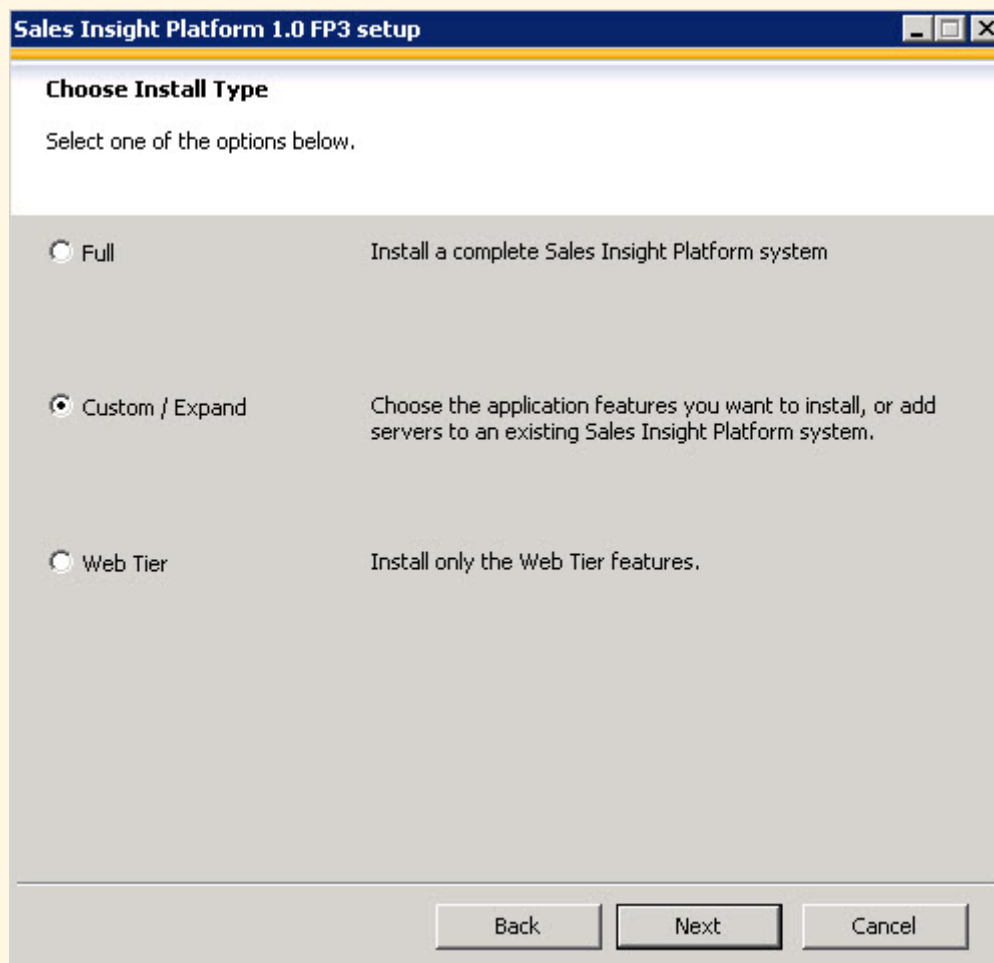 Sales Insight Platform 1.0 FP3 setup
Choose Install Type
Select one of the options below.
Full
Install a complete Sales Insight Platform system
Custom / Expand
Choose the application features you want to install, or add
servers to an existing Sales Insight Platform system.
Web Tier
Install only the Web Tier features.
Back
Next
Cancel